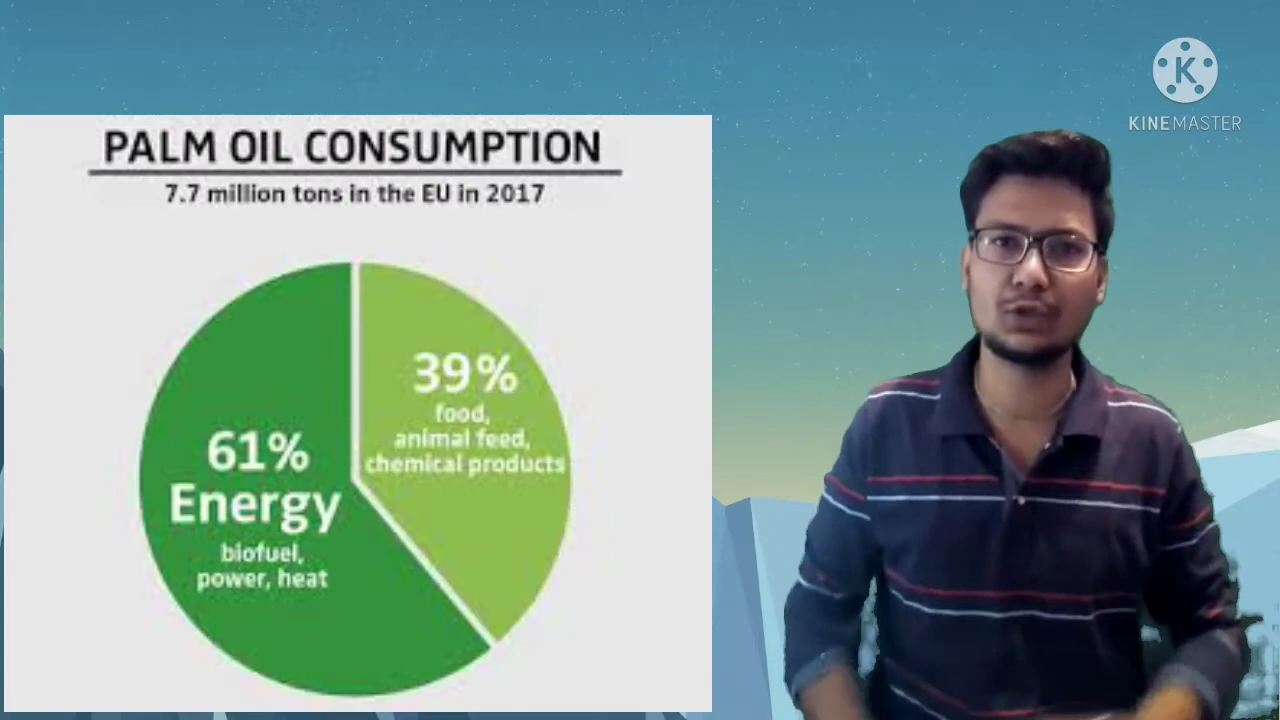 PALM OIL CONSUMPTION
7.7 million tons in the EU in 2017
39%
food,
animal feed,
chemical products
61%
Energy
biofuel,
power, heat
K
KINEMASTER